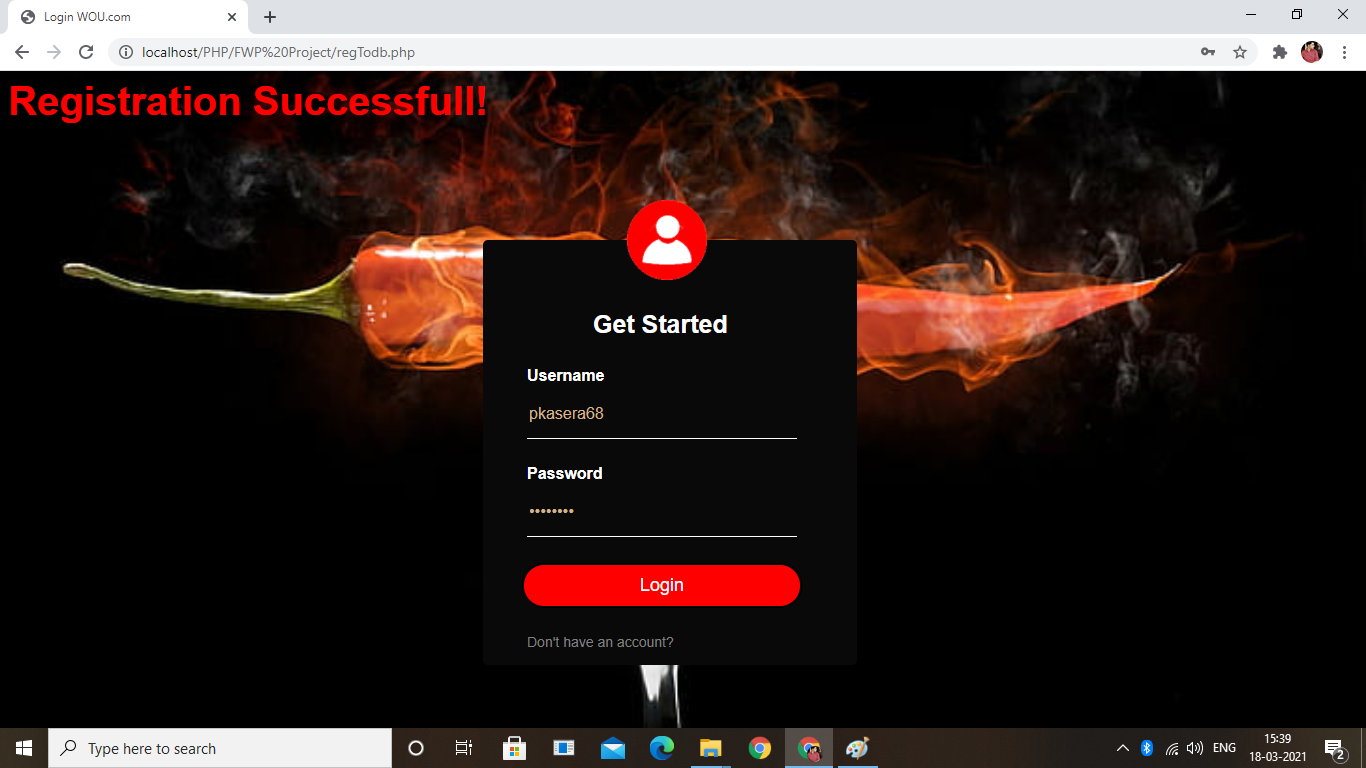 Login WOU.com
localhost/PHP/FWP%20Project/regTodb.php
Registration Successfull!
Get Started
Username
pkasera68
Password
••••••••
Login
Don't have an account?
Type here to search
ENG
15:39
18-03-2021
2